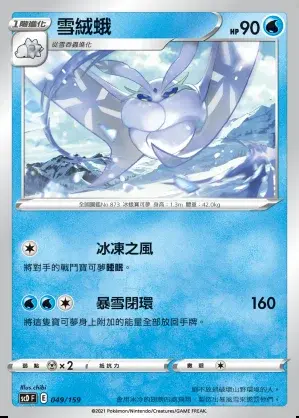 1階進化
雪絨蛾
HP90
從雪吞蟲進化
全國圖鑑No.873 冰蛾寶可夢 身高：1.3m 體重：42.0kg
冰凍之風
將對手的戰鬥寶可夢睡眠。
暴雪閉環 160
將這隻寶可夢身上附加的能量全部放回手牌。
弱點 ×2 抵抗力 撤退
Illus.chibi
sCD F E 049/159
©2021 Pokémon/Nintendo/Creatures/GAME FREAK.